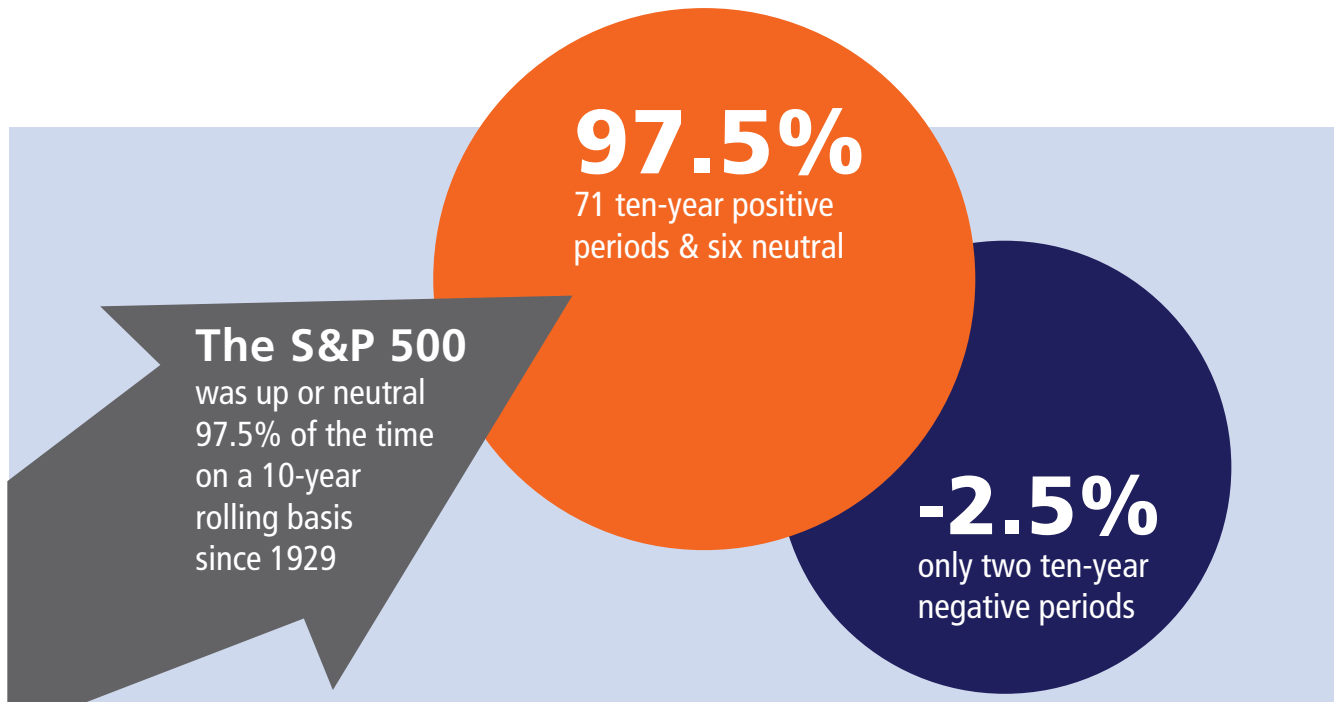 97.5%
71 ten-year positive
periods & six neutral
The S&P 500
was up or neutral
97.5% of the time
on a 10-year
rolling basis
since 1929
-2.5%
only two ten-year
negative periods